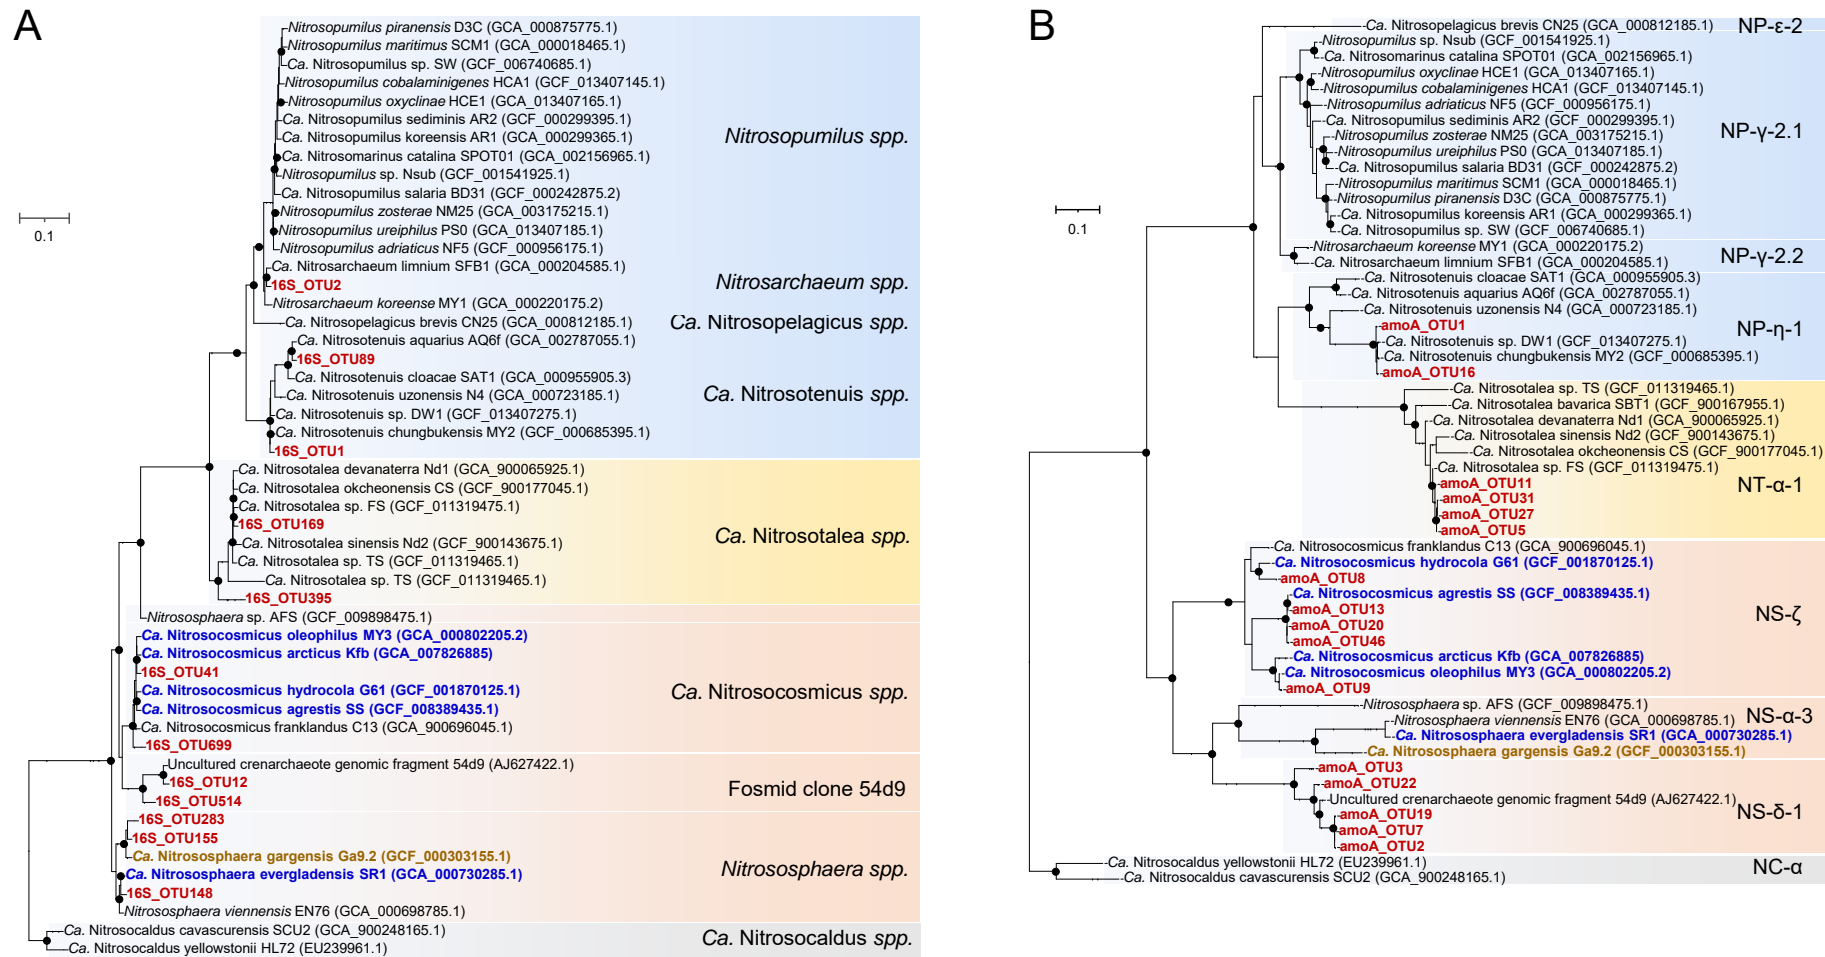 A
Nitrosopumilus piranensis D3C (GCA_000875775.1)
Nitrosopumilus maritimus SCM1 (GCA_000018465.1)
Ca. Nitrosopumilus sp. SW (GCF_006740685.1)
Nitrosopumilus cobalaminigenes HCA1 (GCF_013407145.1)
Nitrosopumilus oxyclinae HCE1 (GCA_013407165.1)
Ca. Nitrosopumilus sediminis AR2 (GCF_000299395.1)
Ca. Nitrosopumilus koreensis AR1 (GCA_000299365.1)
Ca. Nitrosomarinus catalina SPOT01 (GCA_002156965.1)
Nitrosopumilus sp. Nsub (GCF_001541925.1)
Ca. Nitrosopumilus salaria BD31 (GCF_000242875.2)
Nitrosopumilus zosterae NM25 (GCA_003175215.1)
Nitrosopumilus ureiphilus PS0 (GCA_013407185.1)
Nitrosopumilus adriaticus NF5 (GCF_000956175.1)
Nitrosopumilus spp.
Ca. Nitrosarchaeum limnium SFB1 (GCA_000204585.1)
16S_OTU2
Nitrosarchaeum koreense MY1 (GCA_000220175.2)
Nitrosarchaeum spp.
Ca. Nitrosopelagicus brevis CN25 (GCA_000812185.1)
Ca. Nitrosopelagicus spp.
Ca. Nitrosotenuis aquarius AQ6f (GCA_002787055.1)
16S_OTU89
Ca. Nitrosotenuis cloacae SAT1 (GCA_000955905.3)
Ca. Nitrosotenuis uzonensis N4 (GCA_000723185.1)
Ca. Nitrosotenuis sp. DW1 (GCF_013407275.1)
Ca. Nitrosotenuis chungbukensis MY2 (GCF_000685395.1)
16S_OTU1
Ca. Nitrosotenuis spp.
Ca. Nitrosotalea devanaterra Nd1 (GCA_900065925.1)
Ca. Nitrosotalea okcheonensis CS (GCF_900177045.1)
Ca. Nitrosotalea sp. FS (GCF_011319475.1)
16S_OTU169
Ca. Nitrosotalea sinensis Nd2 (GCF_900143675.1)
Ca. Nitrosotalea sp. TS (GCF_011319465.1)
Ca. Nitrosotalea sp. TS (GCF_011319465.1)
16S_OTU395
Ca. Nitrosotalea spp.
Nitrososphaera sp. AFS (GCF_009898475.1)
Ca. Nitrosocosmicus oleophilus MY3 (GCA_000802205.2)
Ca. Nitrosocosmicus arcticus Kfb (GCA_007826885)
16S_OTU41
Ca. Nitrosocosmicus hydrocola G61 (GCF_001870125.1)
Ca. Nitrosocosmicus agrestis SS (GCF_008389435.1)
Ca. Nitrosocosmicus franklandus C13 (GCA_900696045.1)
16S_OTU699
Ca. Nitrosocosmicus spp.
Uncultured crenarchaeote genomic fragment 54d9 (AJ627422.1)
16S_OTU12
16S_OTU514
Fosmid clone 54d9
16S_OTU283
16S_OTU155
Ca. Nitrososphaera gargensis Ga9.2 (GCF_000303155.1)
Ca. Nitrososphaera evergladensis SR1 (GCA_000730285.1)
16S_OTU148
Nitrososphaera viennensis EN76 (GCA_000698785.1)
Nitrososphaera spp.
Ca. Nitrosocaldus cavascurensis SCU2 (GCA_900248165.1)
Ca. Nitrosocaldus yellowstonii HL72 (EU239961.1)
Ca. Nitrosocaldus spp.
0.1
B
Ca. Nitrosopelagicus brevis CN25 (GCA_000812185.1)
NP-ε-2
Nitrosopumilus sp. Nsub (GCF_001541925.1)
Ca. Nitrosomarinus catalina SPOT01 (GCA_002156965.1)
Nitrosopumilus oxyclinae HCE1 (GCA_013407165.1)
Nitrosopumilus cobalaminigenes HCA1 (GCF_013407145.1)
Nitrosopumilus adriaticus NF5 (GCF_000956175.1)
Ca. Nitrosopumilus sediminis AR2 (GCF_000299395.1)
Nitrosopumilus zosterae NM25 (GCA_003175215.1)
Nitrosopumilus ureiphilus PS0 (GCA_013407185.1)
Ca. Nitrosopumilus salaria BD31 (GCF_000242875.2)
Nitrosopumilus maritimus SCM1 (GCA_000018465.1)
Nitrosopumilus piranensis D3C (GCA_000875775.1)
Ca. Nitrosopumilus koreensis AR1 (GCA_000299365.1)
Ca. Nitrosopumilus sp. SW (GCF_006740685.1)
NP-γ-2.1
Nitrosarchaeum koreense MY1 (GCA_000220175.2)
Ca. Nitrosarchaeum limnium SFB1 (GCA_000204585.1)
NP-γ-2.2
Ca. Nitrosotenuis cloacae SAT1 (GCA_000955905.3)
Ca. Nitrosotenuis aquarius AQ6f (GCA_002787055.1)
Ca. Nitrosotenuis uzonensis N4 (GCA_000723185.1)
amoA_OTU1
Ca. Nitrosotenuis sp. DW1 (GCF_013407275.1)
Ca. Nitrosotenuis chungbukensis MY2 (GCF_000685395.1)
amoA_OTU16
NP-η-1
Ca. Nitrosotalea sp. TS (GCF_011319465.1)
Ca. Nitrosotalea bavarica SBT1 (GCF_900167955.1)
Ca. Nitrosotalea devanaterra Nd1 (GCA_900065925.1)
Ca. Nitrosotalea sinensis Nd2 (GCF_900143675.1)
Ca. Nitrosotalea okcheonensis CS (GCF_900177045.1)
Ca. Nitrosotalea sp. FS (GCF_011319475.1)
amoA_OTU11
amoA_OTU31
amoA_OTU27
amoA_OTU5
NT-α-1
Ca. Nitrosocosmicus franklandus C13 (GCA_900696045.1)
Ca. Nitrosocosmicus hydrocola G61 (GCF_001870125.1)
amoA_OTU8
Ca. Nitrosocosmicus agrestis SS (GCF_008389435.1)
amoA_OTU13
amoA_OTU20
amoA_OTU46
Ca. Nitrosocosmicus arcticus Kfb (GCA_007826885)
Ca. Nitrosocosmicus oleophilus MY3 (GCA_000802205.2)
amoA_OTU9
NS-ζ
Nitrososphaera sp. AFS (GCF_009898475.1)
Nitrososphaera viennensis EN76 (GCA_000698785.1)
Ca. Nitrososphaera evergladensis SR1 (GCA_000730285.1)
Ca. Nitrososphaera gargensis Ga9.2 (GCF_000303155.1)
NS-α-3
amoA_OTU3
amoA_OTU22
Uncultured crenarchaeote genomic fragment 54d9 (AJ627422.1)
amoA_OTU19
amoA_OTU7
amoA_OTU2
NS-δ-1
Ca. Nitrosocaldus yellowstonii HL72 (EU239961.1)
Ca. Nitrosocaldus cavascurensis SCU2 (GCA_900248165.1)
NC-α
0.1